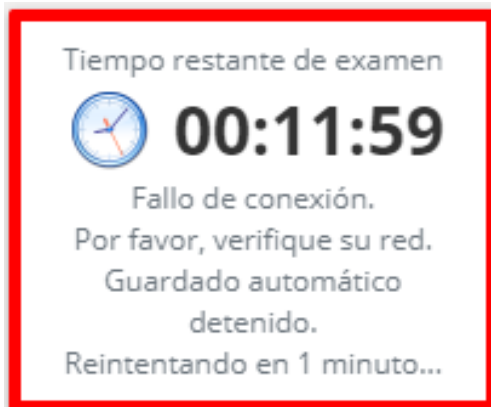 Tiempo restante de examen
00:11:59
Fallo de conexión.
Por favor, verifique su red.
Guardado automático
detenido.
Reintentando en 1 minuto...